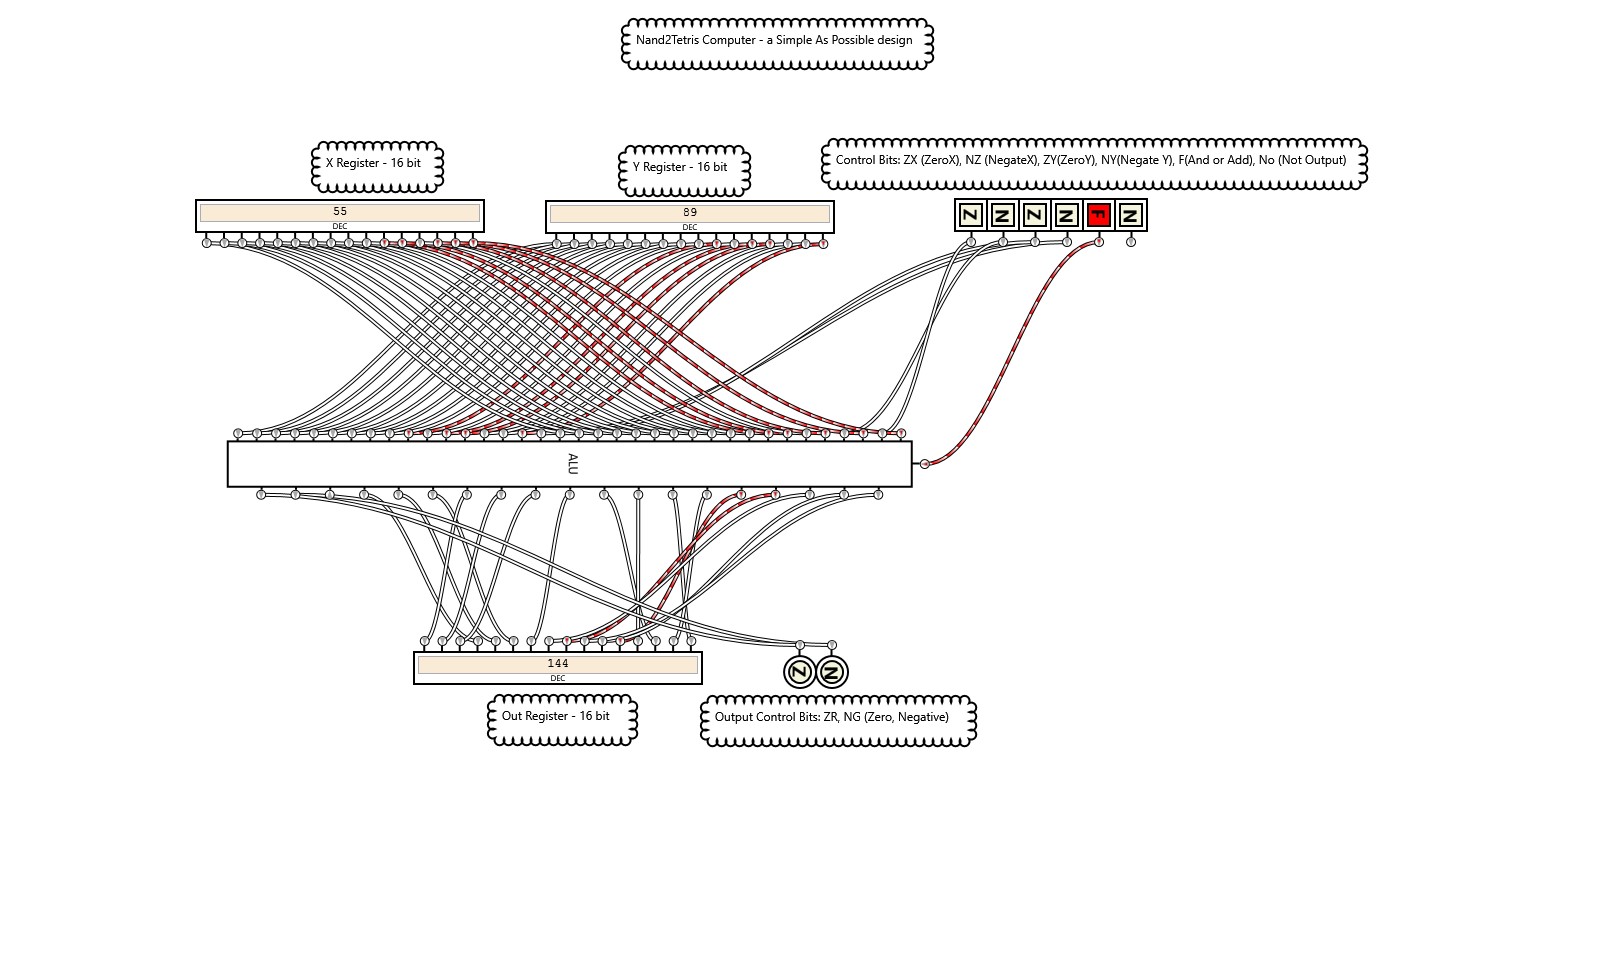 Nand2Tetris Computer - a Simple As Possible design
X Register - 16 bit
Y Register - 16 bit
Control Bits: ZX (ZeroX), NZ (NegateX), ZY(ZeroY), NY(Negate Y), F(And or Add), No (Not Output)
55
DEC
89
DEC
Z N Z N F N
ALU
144
DEC
Z N
Out Register - 16 bit
Output Control Bits: ZR, NG (Zero, Negative)